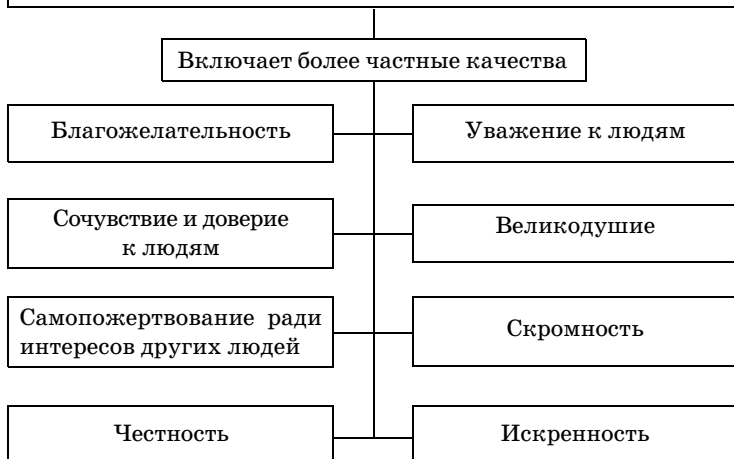 Включает более частные качества
Благожелательность
Уважение к людям
Сочувствие и доверие
к людям
Великодушие
Самопожертвование ради
интересов других людей
Скромность
Честность
Искренность